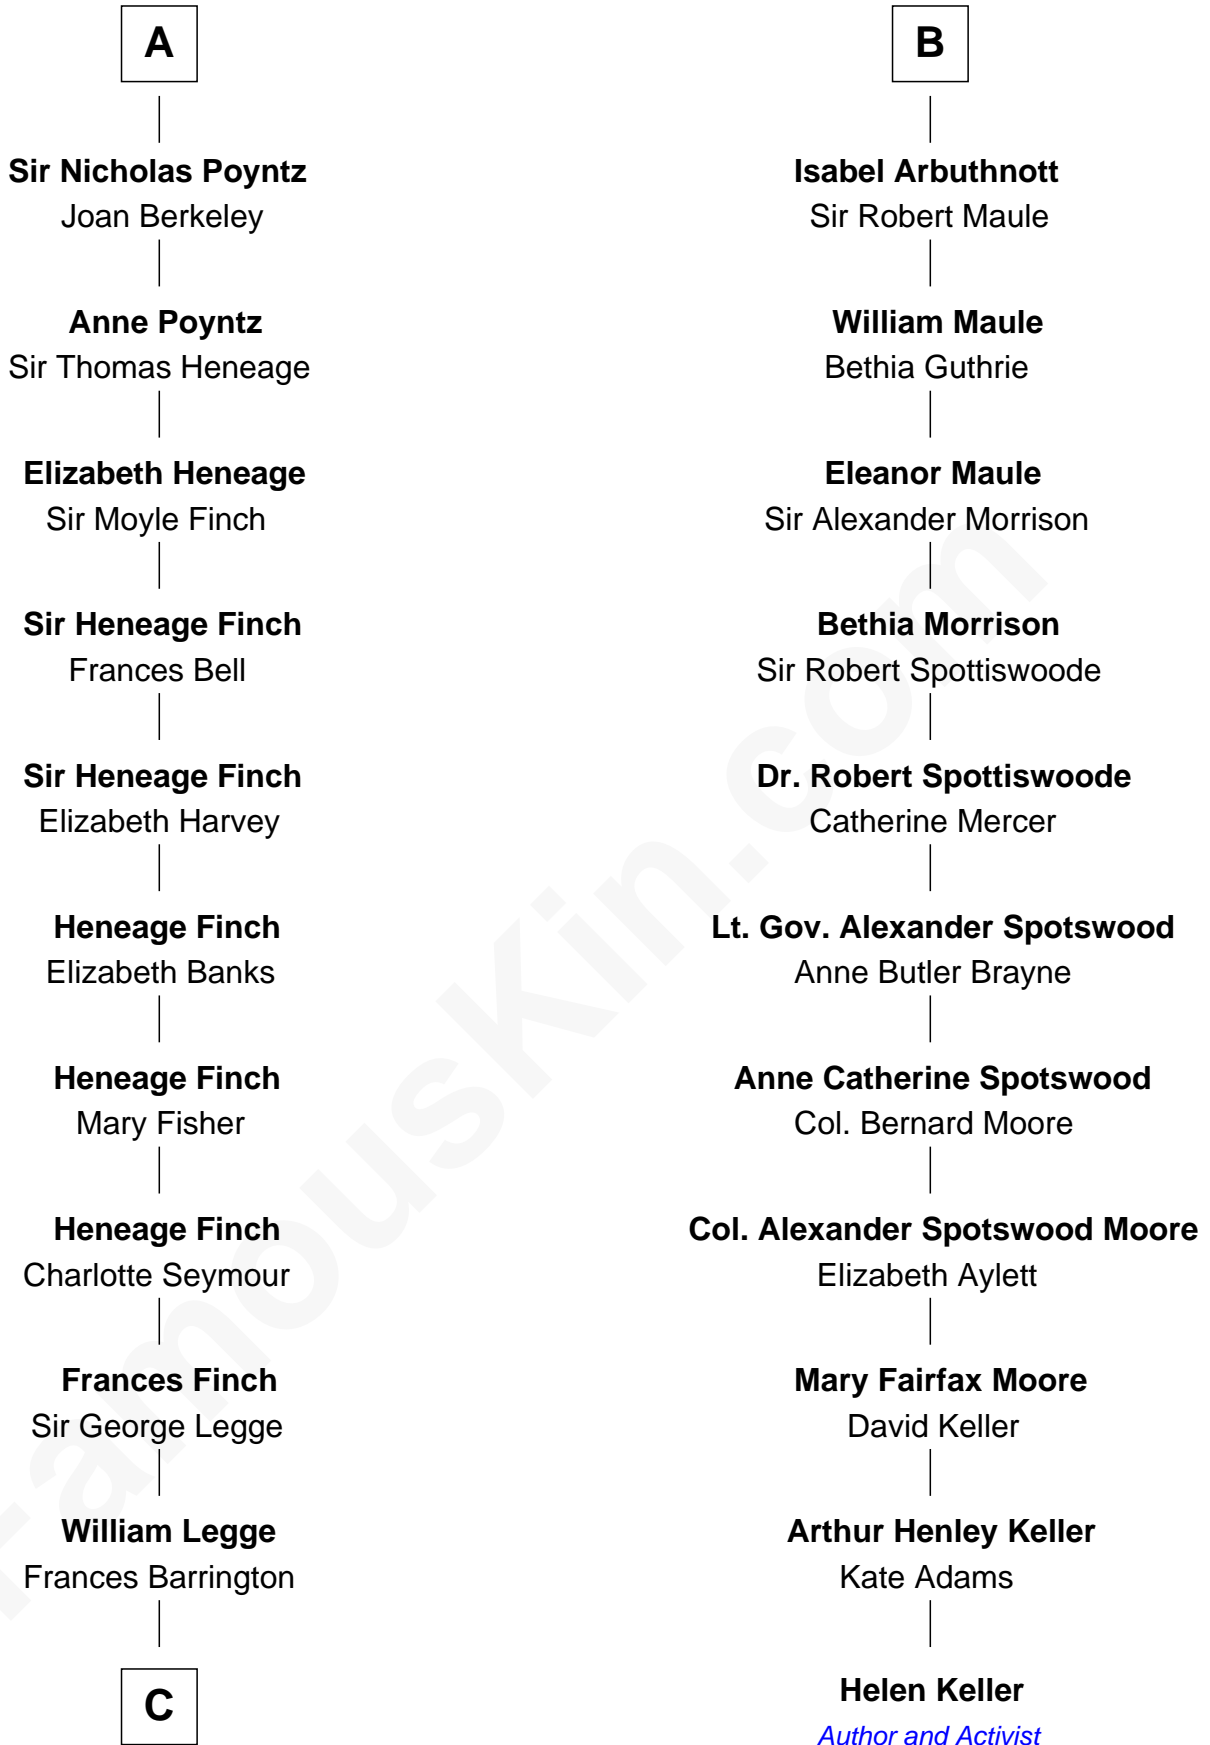 A
Sir Nicholas Poyntz
Joan Berkeley
Anne Poyntz
Sir Thomas Heneage
Elizabeth Heneage
Sir Moyle Finch
Sir Heneage Finch
Frances Bell
Sir Heneage Finch
Elizabeth Harvey
Heneage Finch
Elizabeth Banks
Heneage Finch
Mary Fisher
Heneage Finch
Charlotte Seymour
Frances Finch
Sir George Legge
William Legge
Frances Barrington
C
B
Isabel Arbuthnott
Sir Robert Maule
William Maule
Bethia Guthrie
Eleanor Maule
Sir Alexander Morrison
Bethia Morrison
Sir Robert Spottiswoode
Dr. Robert Spottiswoode
Catherine Mercer
Lt. Gov. Alexander Spotswood
Anne Butler Brayne
Anne Catherine Spotswood
Col. Bernard Moore
Col. Alexander Spotswood Moore
Elizabeth Aylett
Mary Fairfax Moore
David Keller
Arthur Henley Keller
Kate Adams
Helen Keller
Author and Activist
FamousKin.com